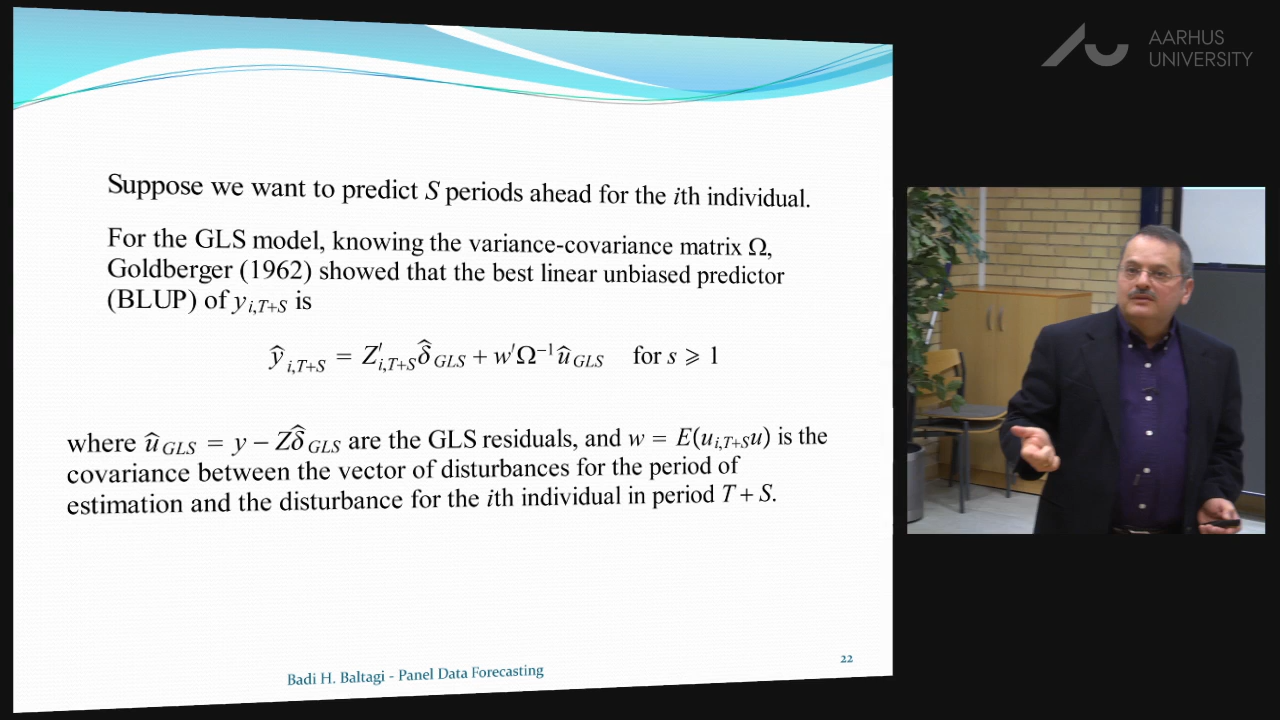 AARHUS
UNIVERSITY
Suppose we want to predict S periods ahead for the ith individual.
For the GLS model, knowing the variance-covariance matrix Ω,
Goldberger (1962) showed that the best linear unbiased predictor
(BLUP) of y_{i,T+S} is
ŷ_{i,T+S} = Z′_{i,T+S} δ̂_{GLS} + w′Ω⁻¹û_{GLS} for s ⩾ 1
where û_{GLS} = y − Zδ̂_{GLS} are the GLS residuals, and w = E(u_{i,T+S}u) is the
covariance between the vector of disturbances for the period of
estimation and the disturbance for the ith individual in period T + S.
Badi H. Baltagi - Panel Data Forecasting
22